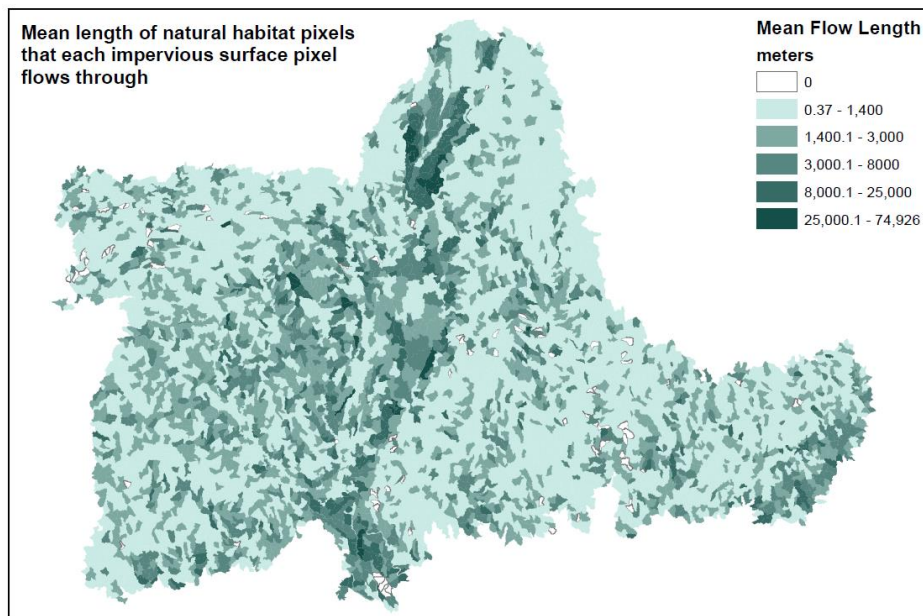 Mean length of natural habitat pixels
that each impervious surface pixel
flows through
Mean Flow Length
meters
0
0.37 - 1,400
1,400.1 - 3,000
3,000.1 - 8000
8,000.1 - 25,000
25,000.1 - 74,926